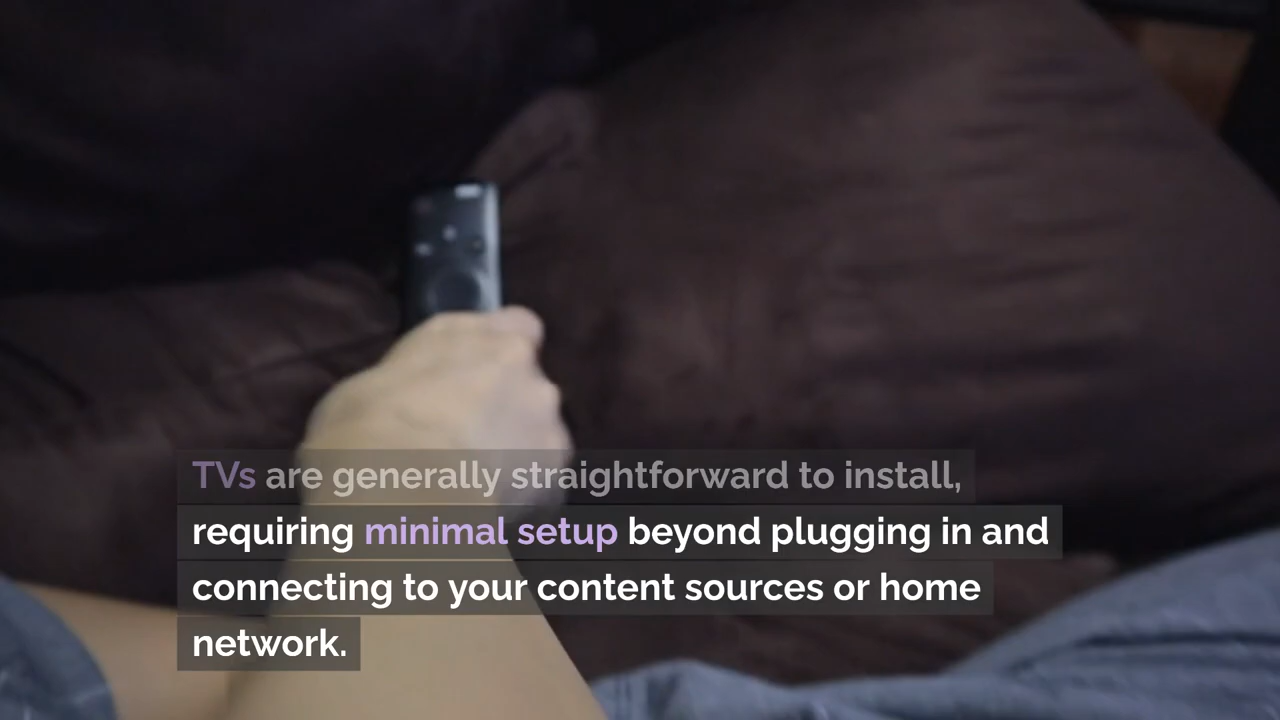 TVs are generally straightforward to install,
requiring minimal setup beyond plugging in and
connecting to your content sources or home
network.